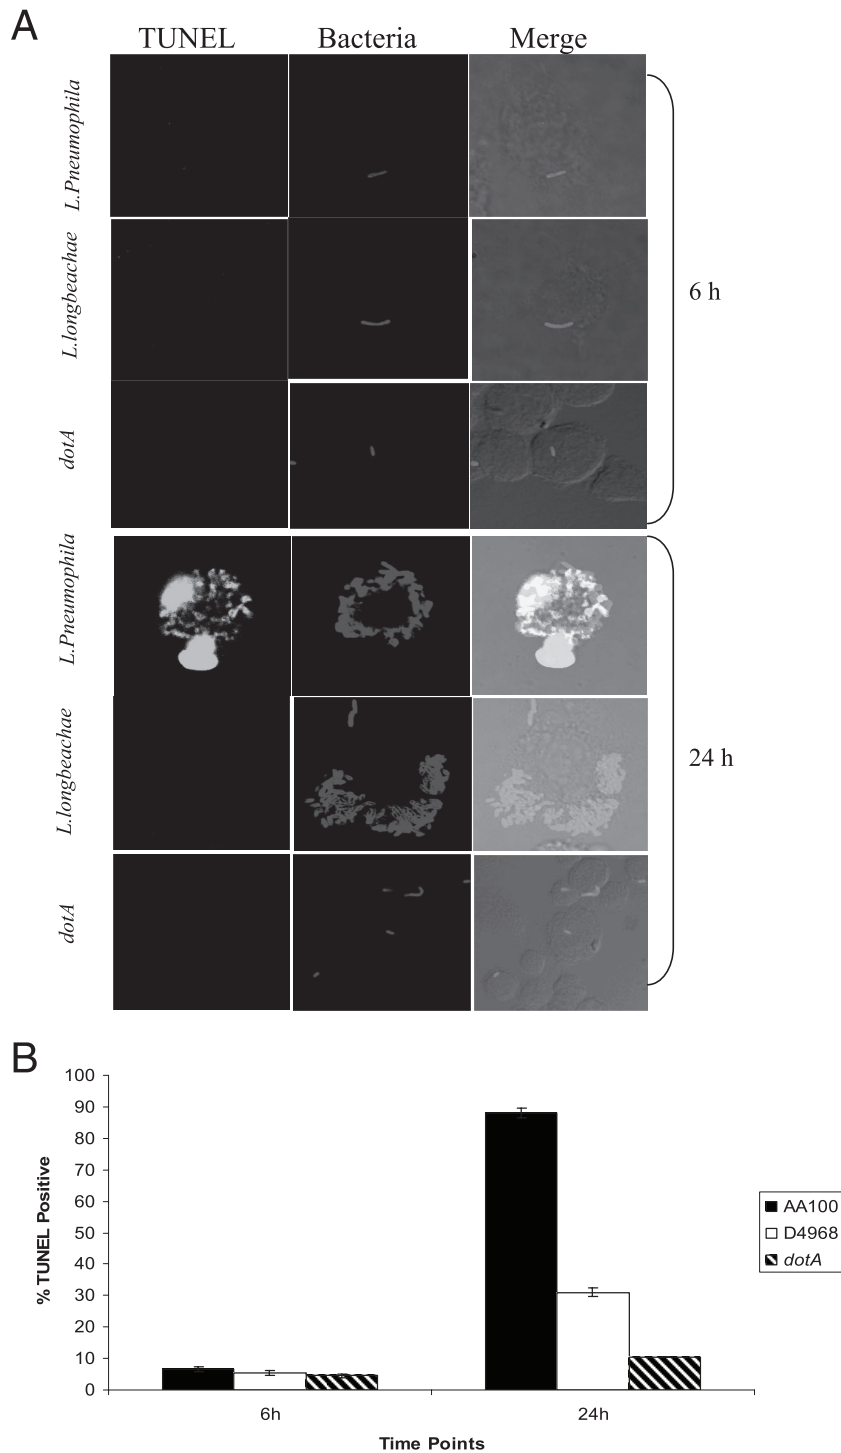 A
TUNEL Bacteria Merge
L.Pneumophila
L.longbeachae
dotA
6 h
L.Pneumophila
L.longbeachae
dotA
24 h
B
% TUNEL Positive
100
90
80
70
60
50
40
30
20
10
0
6h 24h
Time Points
AA100
D4968
dotA